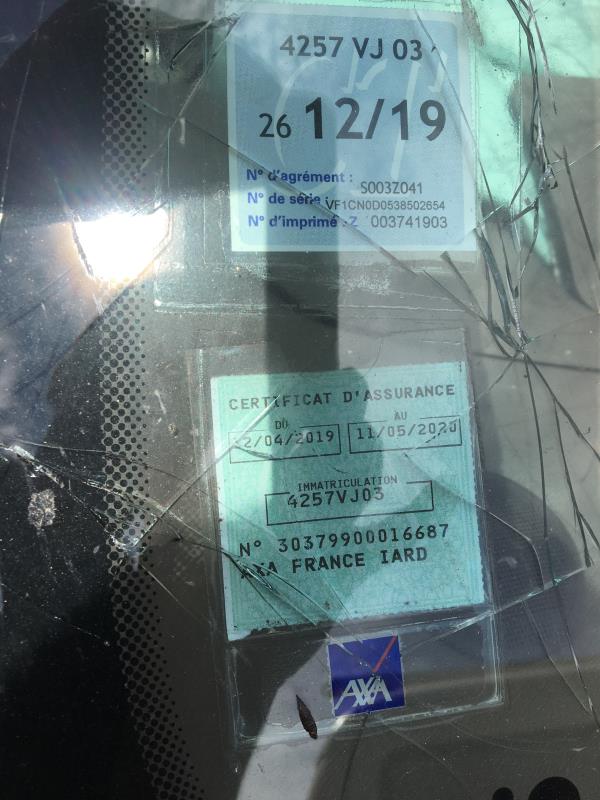 4257 VJ 03
26 12/19
N° d'agrément : S003Z041
N° de série VF1CN0D0538502654
N° d'imprimé : Z 003741903
CERTIFICAT D'ASSURANCE
DU AU
2/04/2019 11/05/2020
IMMATRICULATION
4257VJ03
N° 30379900016687
AXA FRANCE IARD
AXA